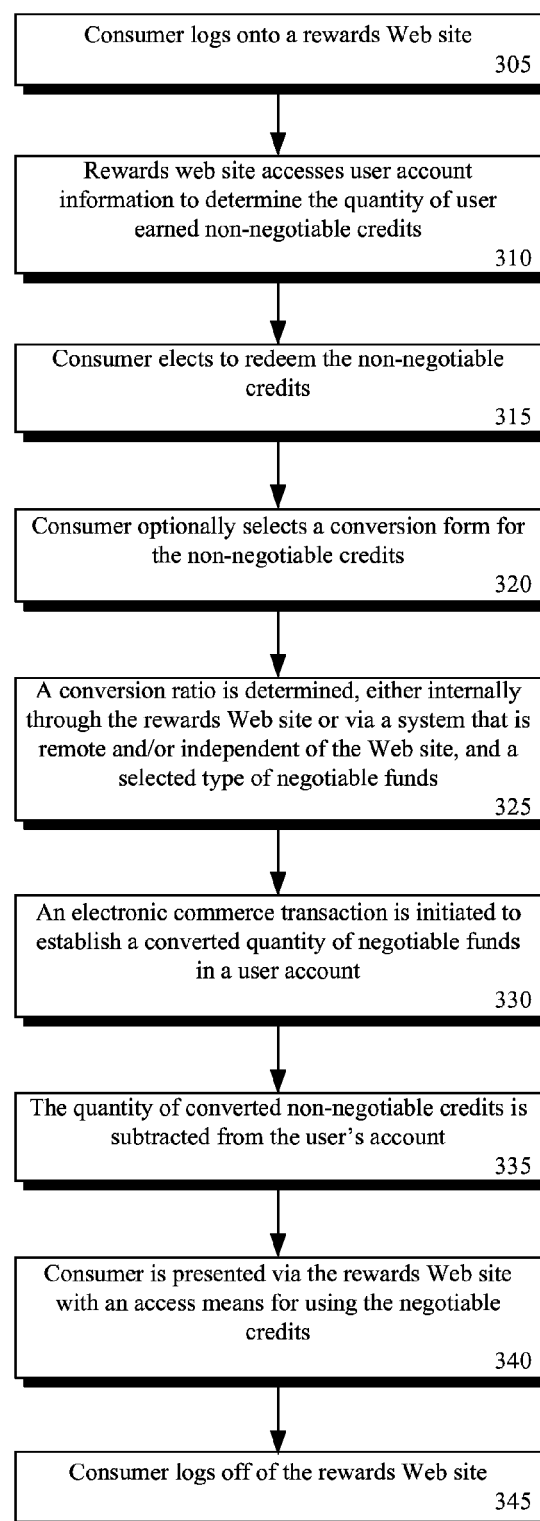 Consumer logs onto a rewards Web site
305
Rewards web site accesses user account
information to determine the quantity of user
earned non-negotiable credits
310
Consumer elects to redeem the non-negotiable
credits
315
Consumer optionally selects a conversion form for
the non-negotiable credits
320
A conversion ratio is determined, either internally
through the rewards Web site or via a system that is
remote and/or independent of the Web site, and a
selected type of negotiable funds
325
An electronic commerce transaction is initiated to
establish a converted quantity of negotiable funds
in a user account
330
The quantity of converted non-negotiable credits is
subtracted from the user’s account
335
Consumer is presented via the rewards Web site
with an access means for using the negotiable
credits
340
Consumer logs off of the rewards Web site
345